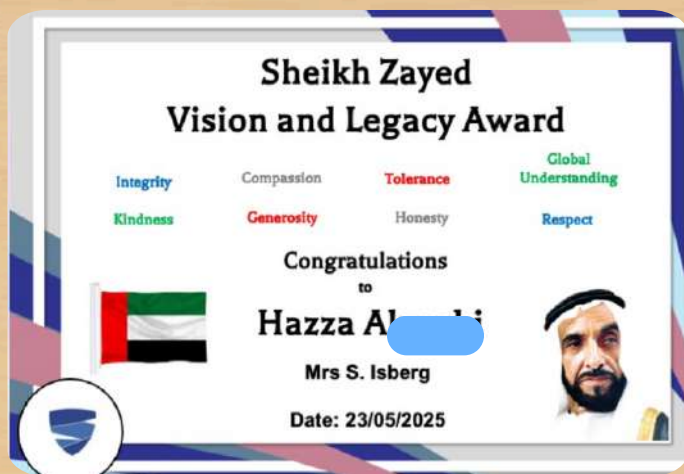 Sheikh Zayed
Vision and Legacy Award
Integrity Compassion Tolerance Global Understanding
Kindness Generosity Honesty Respect
Congratulations
to
Hazza
Mrs S. Isberg
Date: 23/05/2025